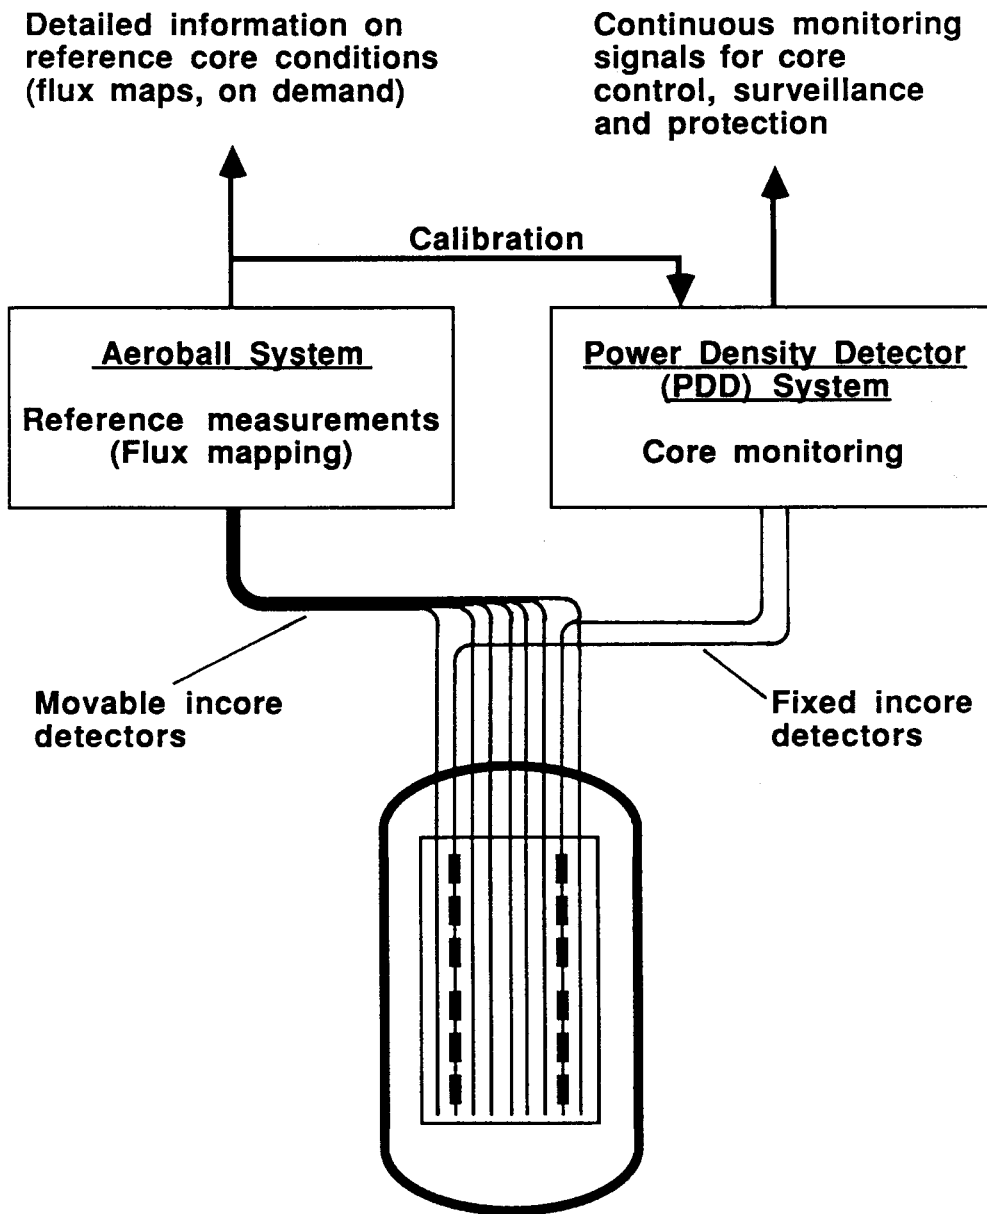 Detailed information on
reference core conditions
(flux maps, on demand)
Continuous monitoring
signals for core
control, surveillance
and protection
Calibration
Aeroball System
Reference measurements
(Flux mapping)
Power Density Detector
(PDD) System
Core monitoring
Movable incore
detectors
Fixed incore
detectors